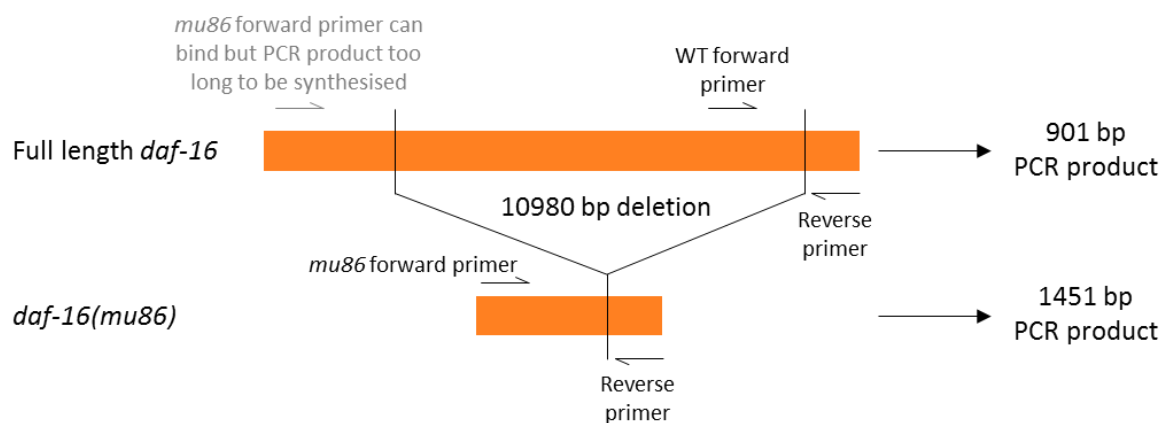 mu86 forward primer can
bind but PCR product too
long to be synthesised
WT forward
primer
Full length daf-16
901 bp
PCR product
10980 bp deletion
Reverse
primer
mu86 forward primer
daf-16(mu86)
1451 bp
PCR product
Reverse
primer